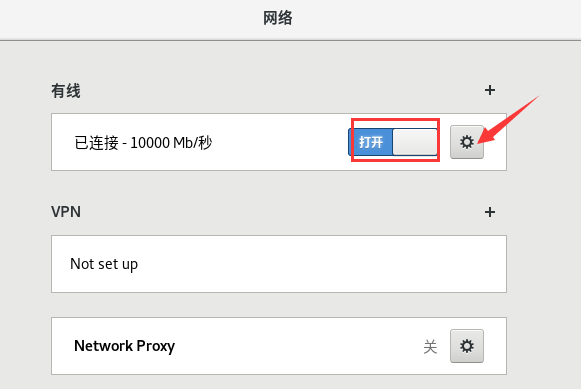 网络
有线
已连接 - 10000 Mb/秒
打开
VPN
Not set up
Network Proxy
关